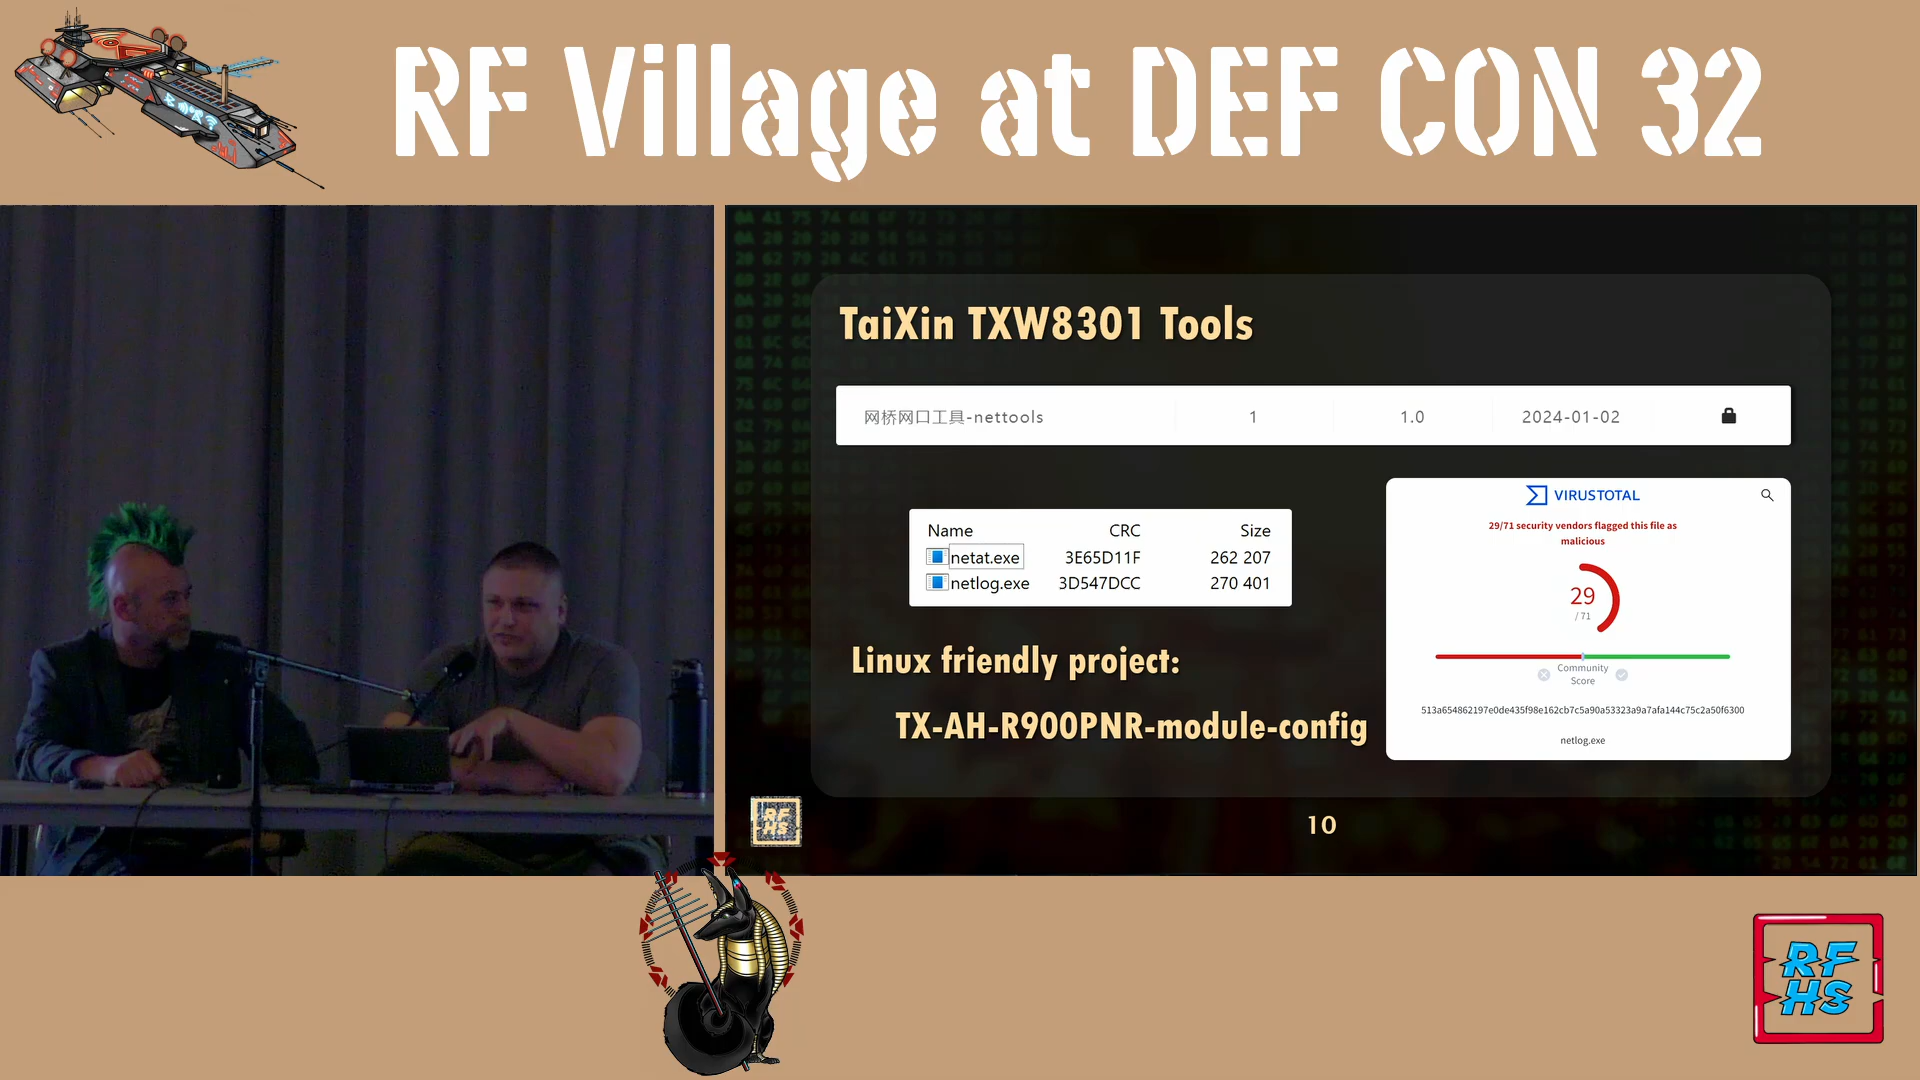 RF Village at DEF CON 32
TaiXin TXW8301 Tools
网桥网口工具-nettools 1 1.0 2024-01-02
VIRUSTOTAL
29/71 security vendors flagged this file as
malicious
29
/ 71
Community
Score
513a654862197e0de435f98e162cb7c5a90a53323a9a7afa144c75c2a50f6300
netlog.exe
Name CRC Size
netat.exe 3E65D11F 262 207
netlog.exe 3D547DCC 270 401
Linux friendly project:
TX-AH-R900PNR-module-config
RF
HS
10
RF
HS